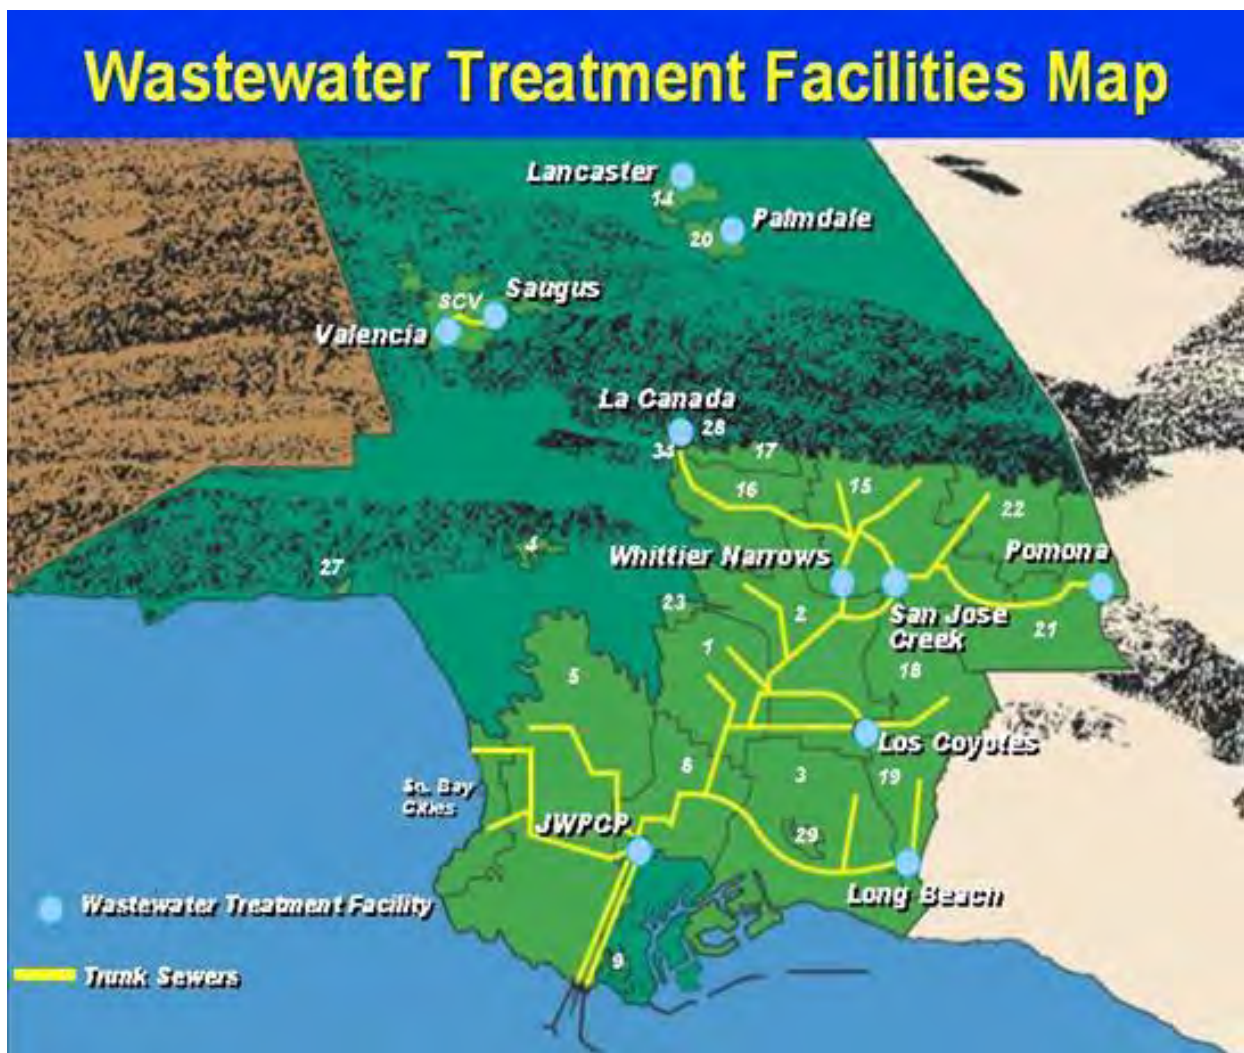 Wastewater Treatment Facilities Map
Lancaster
14
Palmdale
20
Saugus
SCV
Valencia
La Canada
28
34
17
16
15
22
Whittier Narrows
Pomona
4
27
23
2
San Jose
Creek
21
1
18
5
Los Coyotes
6
3
19
So. Bay
Cities
JWPCP
29
Long Beach
Wastewater Treatment Facility
9
Trunk Sewers